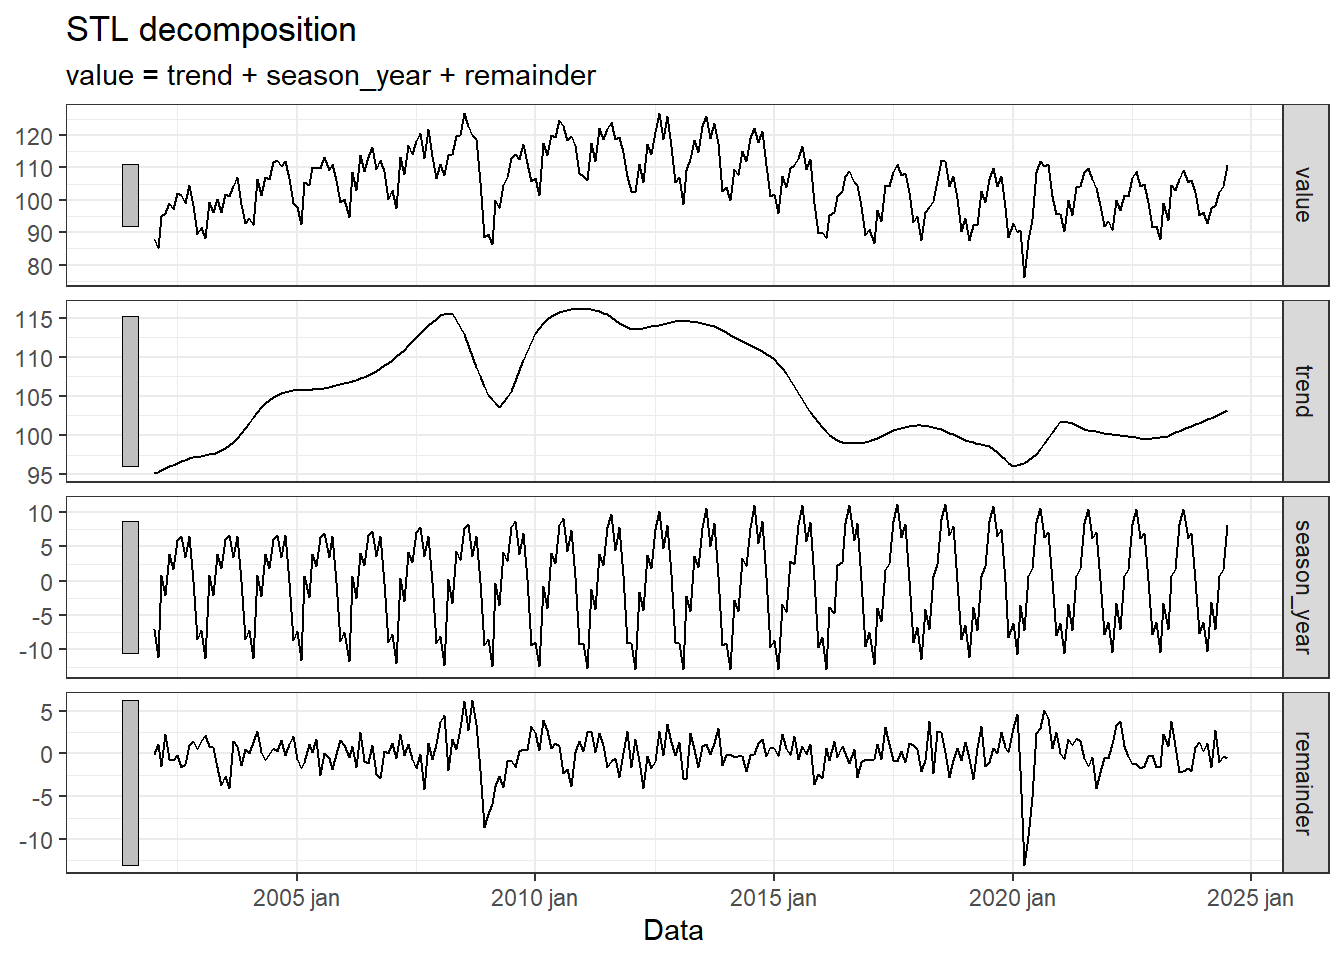 STL decomposition
value = trend + season_year + remainder
120
110
100
90
80
value
115
110
105
100
95
trend
10
5
0
-5
-10
season_year
5
0
-5
-10
remainder
2005 jan
2010 jan
2015 jan
2020 jan
2025 jan
Data